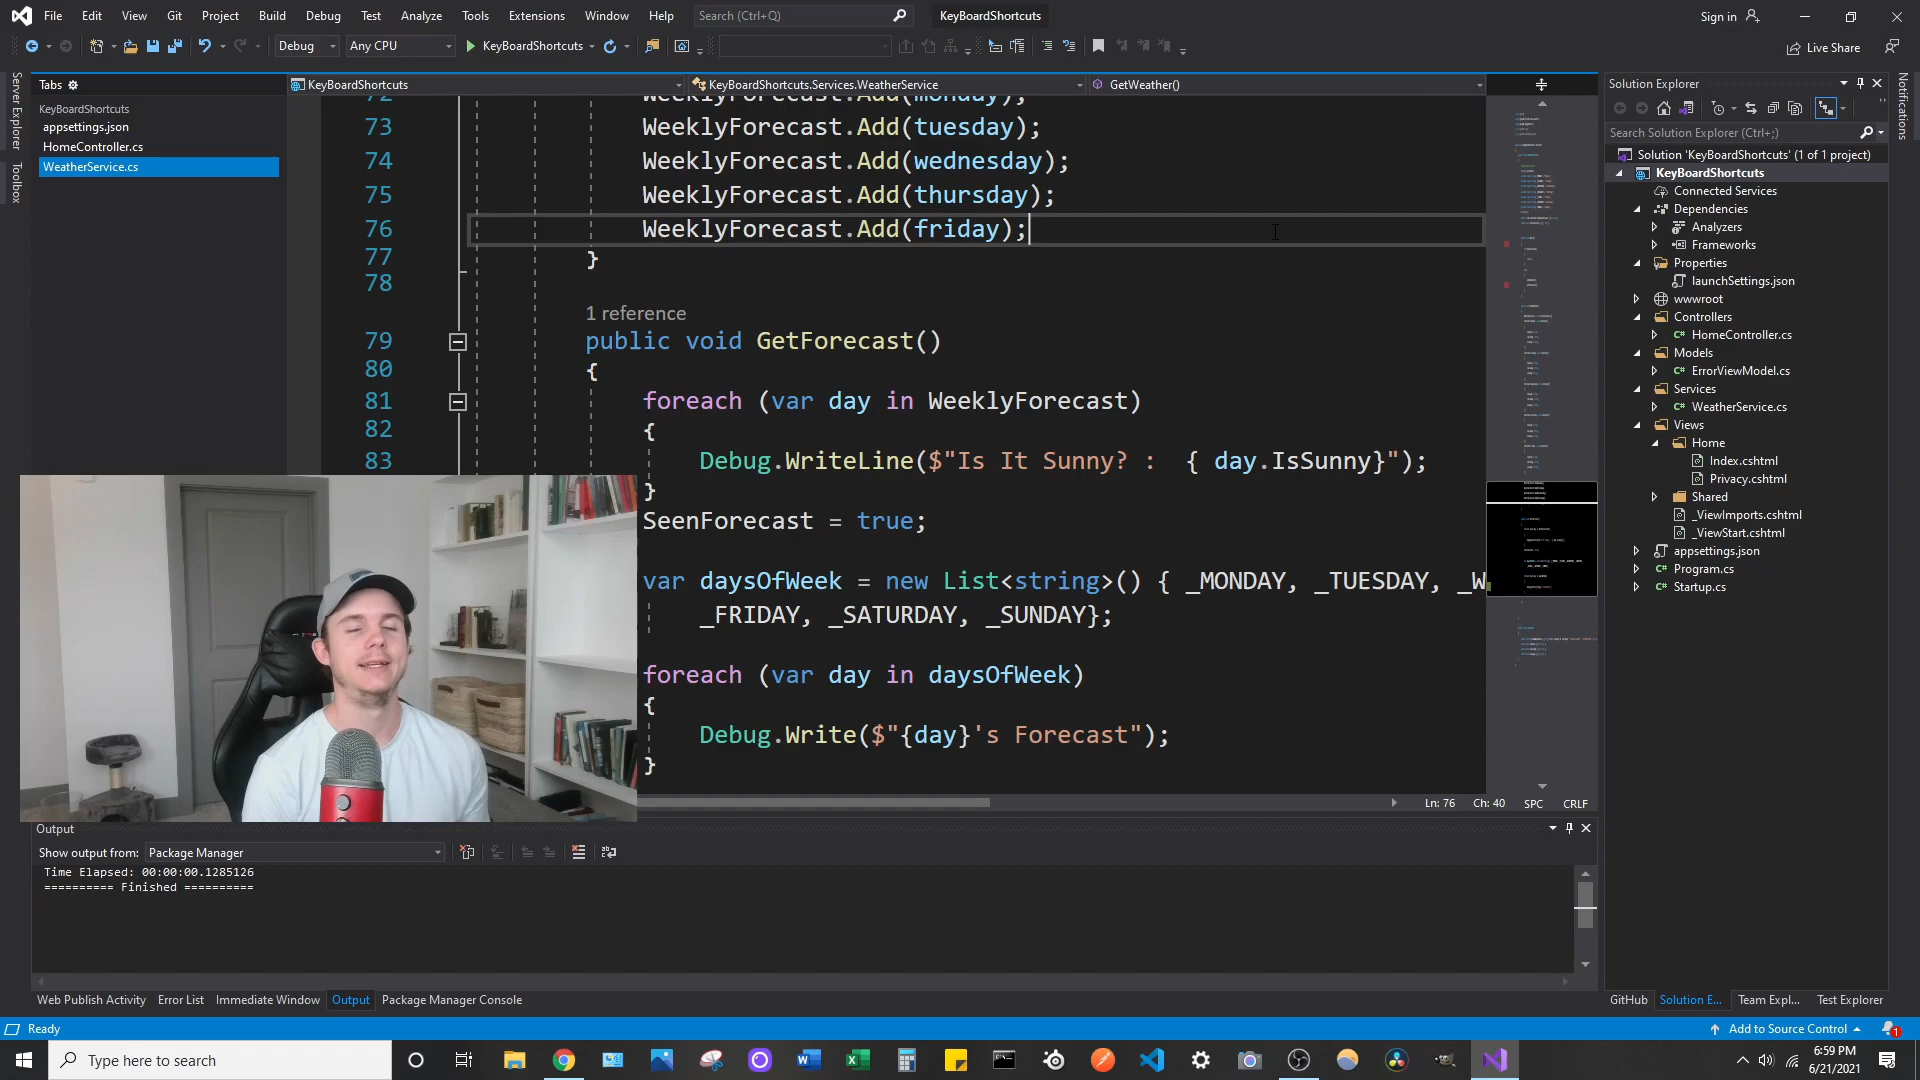 File Edit View Git Project Build Debug Test Analyze Tools Extensions Window Help Search (Ctrl+Q) KeyBoardShortcuts Sign in
Debug Any CPU KeyBoardShortcuts Live Share
Server Explorer
Toolbox
Tabs
KeyBoardShortcuts
appsettings.json
HomeController.cs
WeatherService.cs
KeyBoardShortcuts KeyBoardShortcuts.Services.WeatherService GetWeather()
72 WeeklyForecast.Add(monday);
73 WeeklyForecast.Add(tuesday);
74 WeeklyForecast.Add(wednesday);
75 WeeklyForecast.Add(thursday);
76 WeeklyForecast.Add(friday);
77 }
78
1 reference
79 public void GetForecast()
80 {
81 foreach (var day in WeeklyForecast)
82 {
83 Debug.WriteLine($"Is It Sunny? :  { day.IsSunny}");
}
SeenForecast = true;
var daysOfWeek = new List<string>() { _MONDAY, _TUESDAY, _W
_FRIDAY, _SATURDAY, _SUNDAY};
foreach (var day in daysOfWeek)
{
Debug.Write($"{day}'s Forecast");
}
Ln: 76 Ch: 40 SPC CRLF
Solution Explorer
Search Solution Explorer (Ctrl+;)
Solution 'KeyBoardShortcuts' (1 of 1 project)
KeyBoardShortcuts
Connected Services
Dependencies
Analyzers
Frameworks
Properties
launchSettings.json
wwwroot
Controllers
C# HomeController.cs
Models
C# ErrorViewModel.cs
Services
C# WeatherService.cs
Views
Home
Index.cshtml
Privacy.cshtml
Shared
_ViewImports.cshtml
_ViewStart.cshtml
appsettings.json
C# Program.cs
C# Startup.cs
Notifications
Output
Show output from: Package Manager
Time Elapsed: 00:00:00.1285126
========== Finished ==========
Web Publish Activity Error List Immediate Window Output Package Manager Console
GitHub Solution E... Team Expl... Test Explorer
Ready Add to Source Control 1
Type here to search
6:59 PM
6/21/2021